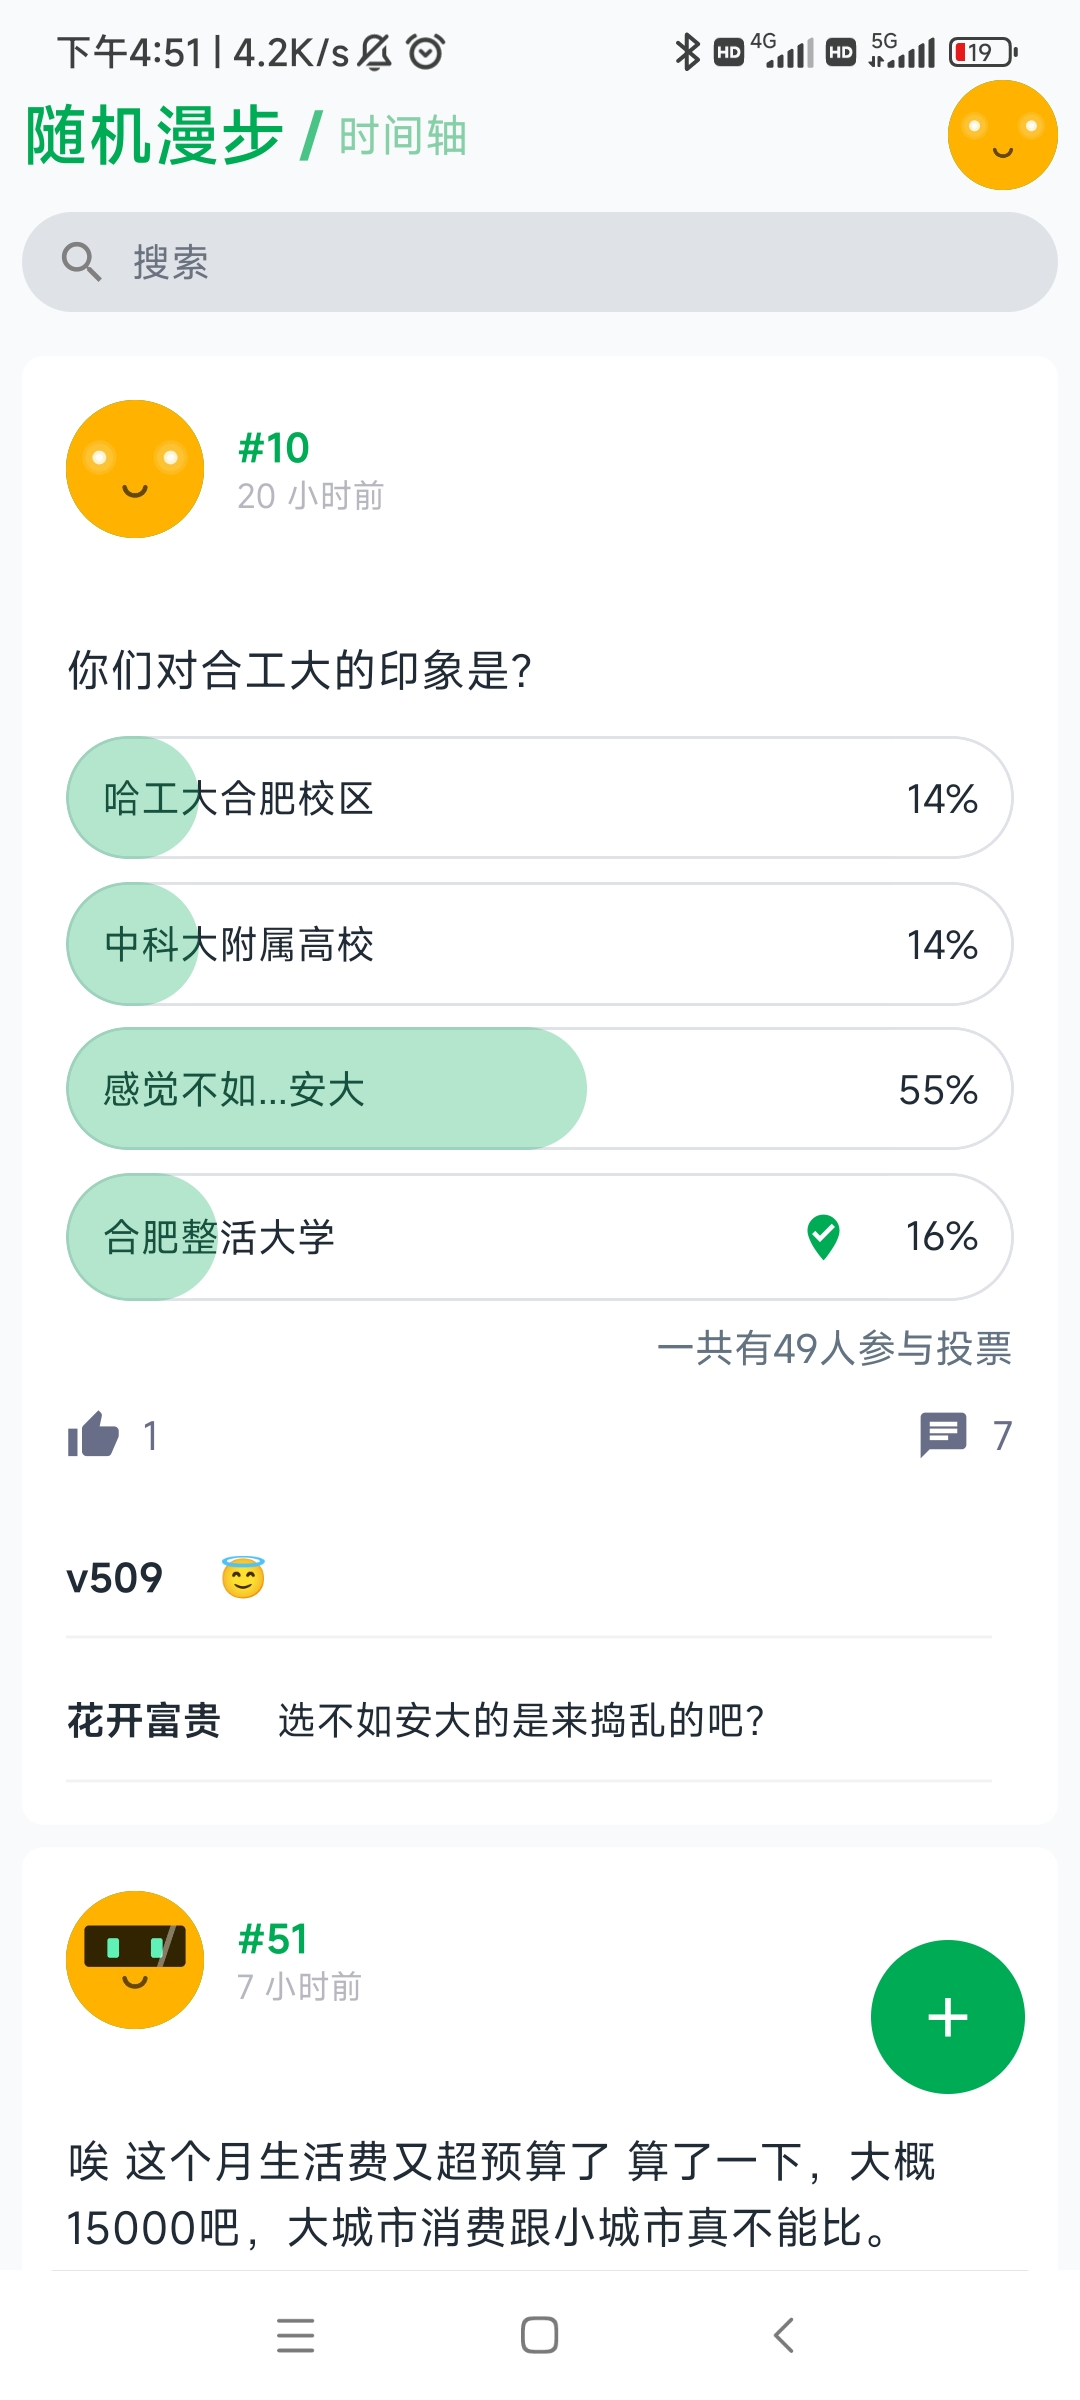 下午4:51 | 4.2K/s
HD 4G HD 5G 19
随机漫步 / 时间轴
搜索
#10
20 小时前
你们对合工大的印象是?
哈工大合肥校区 14%
中科大附属高校 14%
感觉不如...安大 55%
合肥整活大学 16%
一共有49人参与投票
1 7
v509 😇
花开富贵 选不如安大的是来捣乱的吧?
#51
7 小时前
唉 这个月生活费又超预算了 算了一下，大概
15000吧，大城市消费跟小城市真不能比。